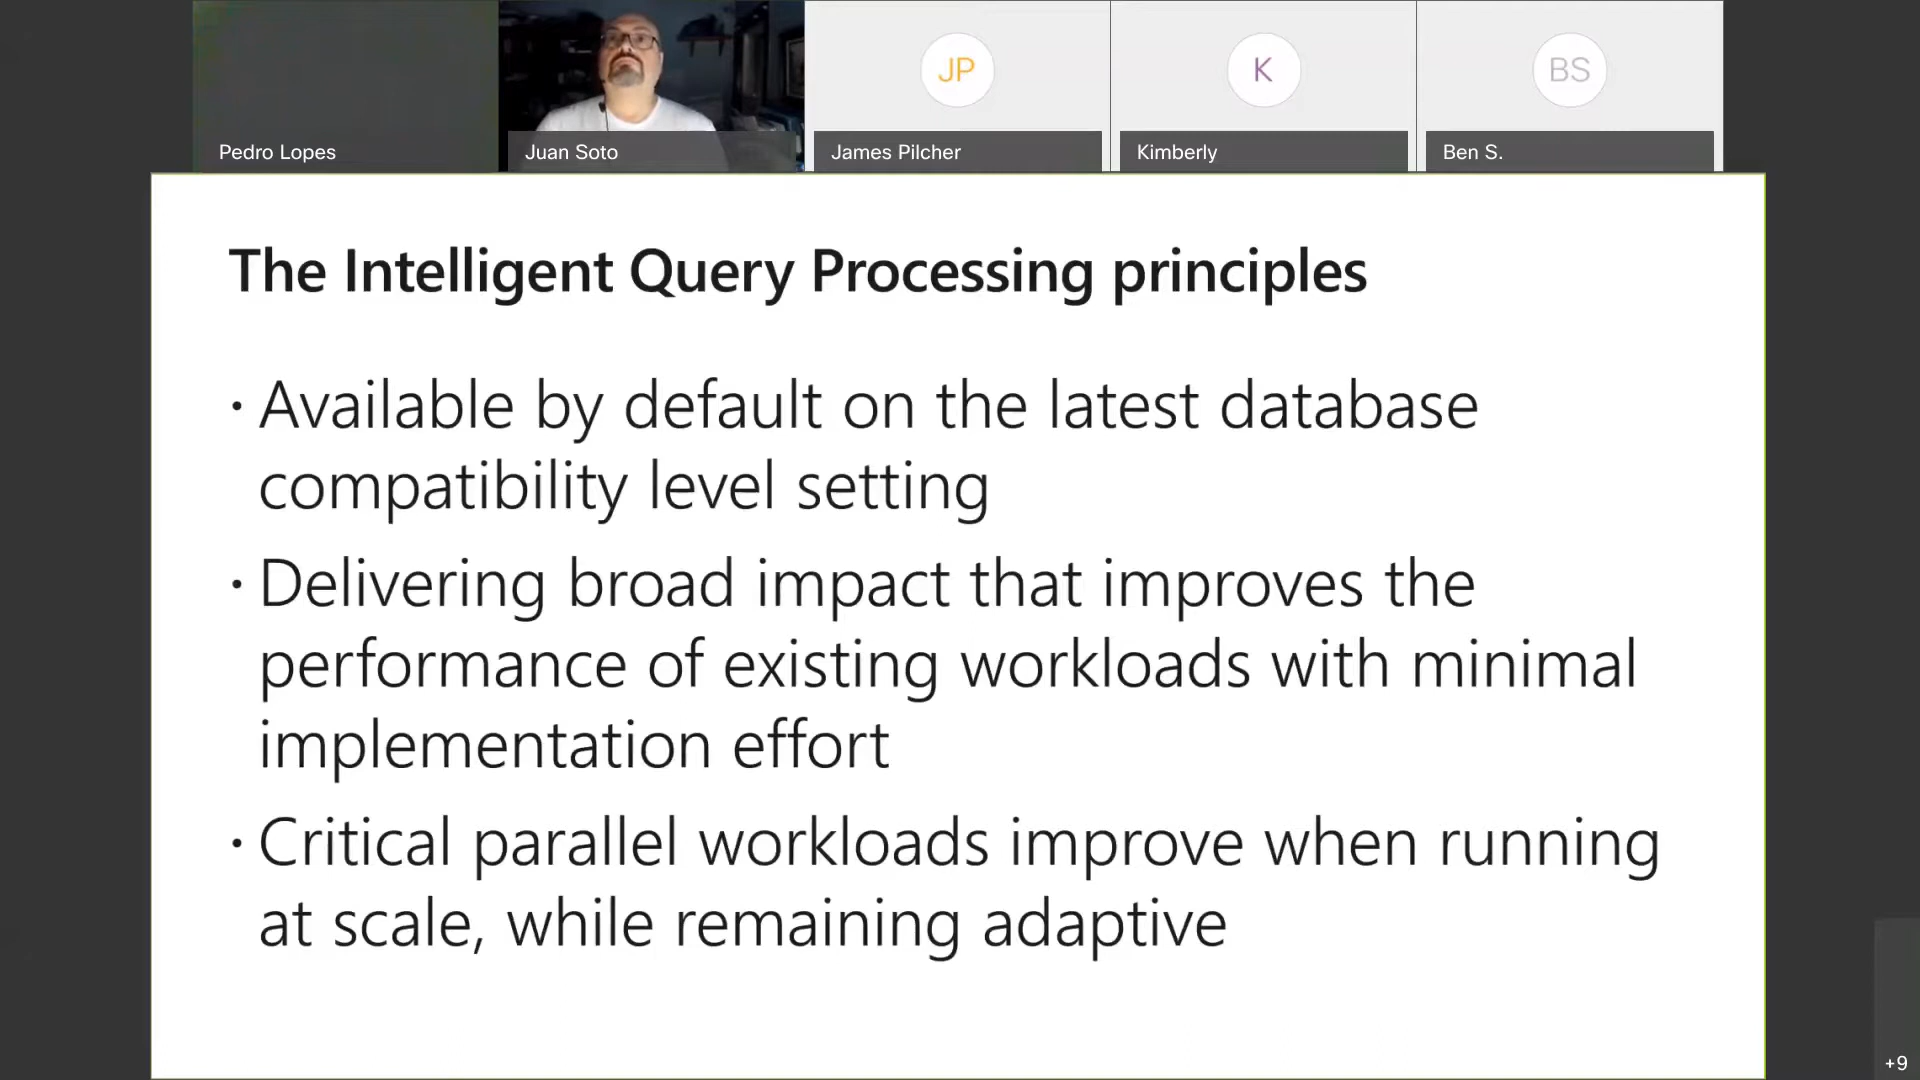 JP
K
BS
Pedro Lopes
Juan Soto
James Pilcher
Kimberly
Ben S.
The Intelligent Query Processing principles
· Available by default on the latest database
compatibility level setting
· Delivering broad impact that improves the
performance of existing workloads with minimal
implementation effort
· Critical parallel workloads improve when running
at scale, while remaining adaptive
+9